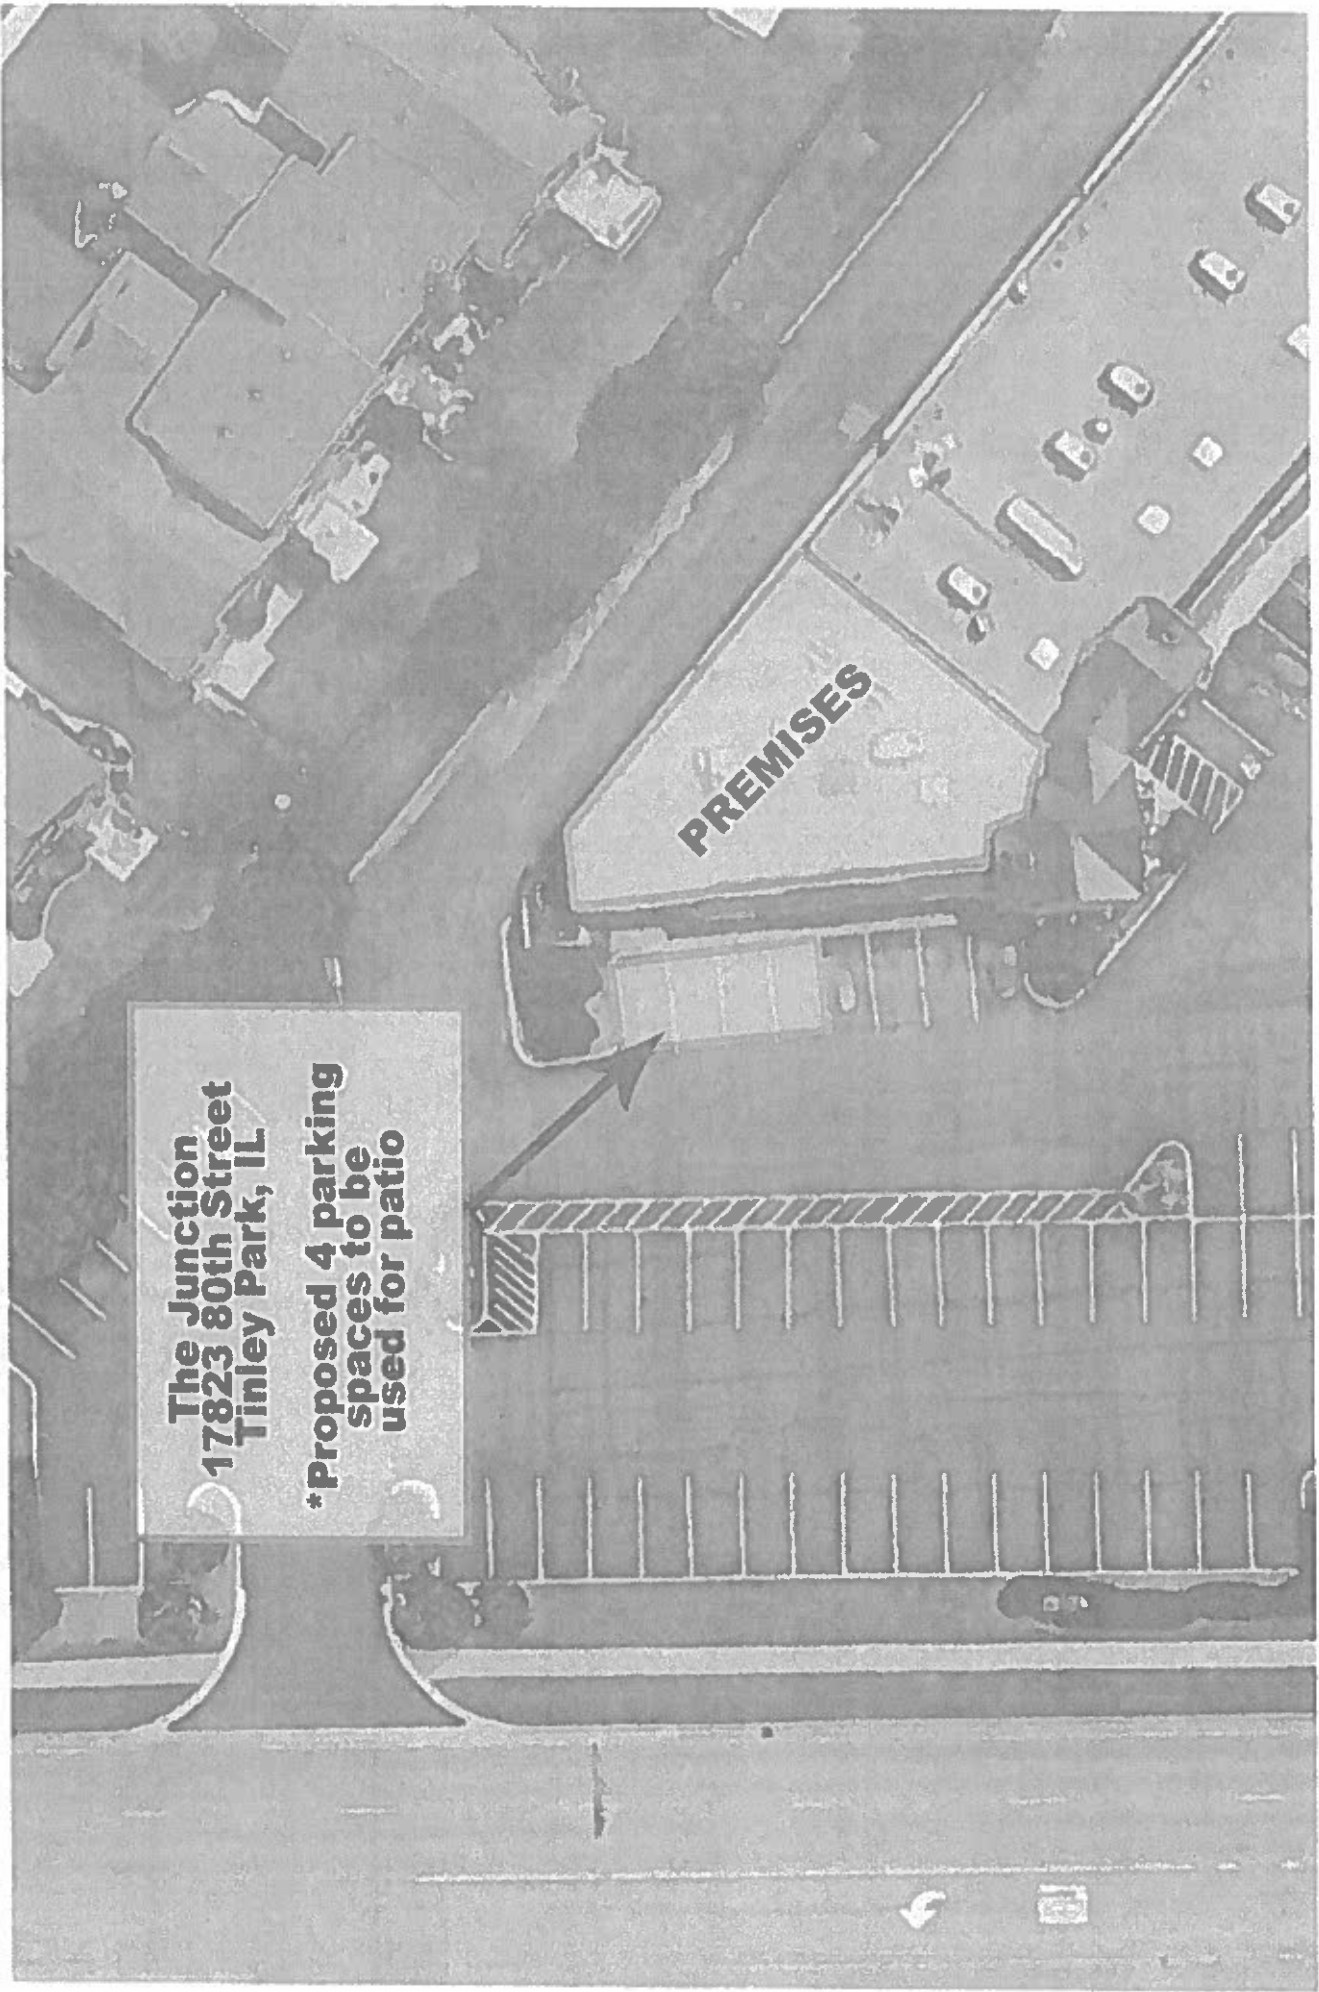 The Junction
17823 80th Street
Tinley Park, IL
*Proposed 4 parking
spaces to be
used for patio
PREMISES